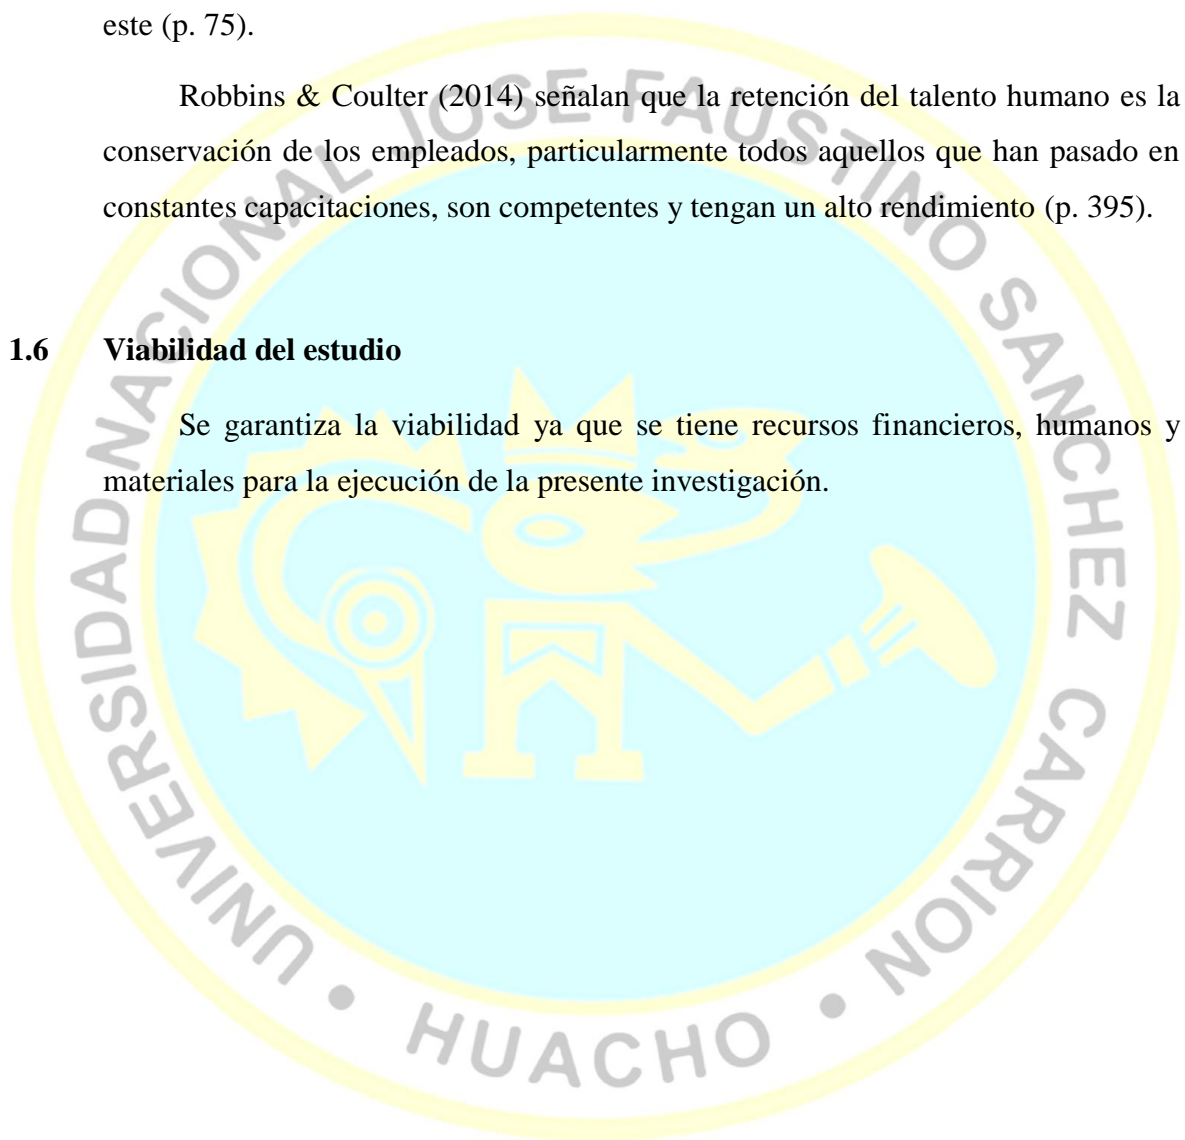 este (p. 75).
Robbins & Coulter (2014) señalan que la retención del talento humano es la
conservación de los empleados, particularmente todos aquellos que han pasado en
constantes capacitaciones, son competentes y tengan un alto rendimiento (p. 395).
1.6 Viabilidad del estudio
Se garantiza la viabilidad ya que se tiene recursos financieros, humanos y
materiales para la ejecución de la presente investigación.
UNIVERSIDAD NACIONAL JOSE FAUSTINO SANCHEZ CARRION • HUACHO •